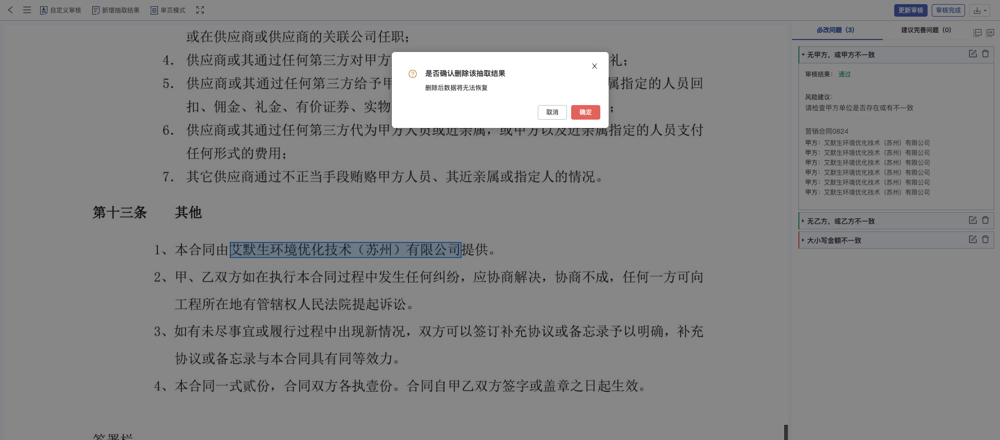 自定义审核 新增抽取结果 单页模式 更新审核 审核完成
或在供应商或供应商的关联公司任职；
4. 供应商或其通过任何第三方对甲方 礼；
5. 供应商或其通过任何第三方给予甲 属指定的人员回
扣、佣金、礼金、有价证券、实物 ；
6. 供应商或其通过任何第三方代为甲方人员或近亲属，或甲方以及近亲属指定的人员支付
任何形式的费用；
7. 其它供应商通过不正当手段贿赂甲方人员、其近亲属或指定人的情况。
第十三条 其他
1、本合同由艾默生环境优化技术（苏州）有限公司提供。
2、甲、乙双方如在执行本合同过程中发生任何纠纷，应协商解决，协商不成，任何一方可向
工程所在地有管辖权人民法院提起诉讼。
3、如有未尽事宜或履行过程中出现新情况，双方可以签订补充协议或备忘录予以明确，补充
协议或备忘录与本合同具有同等效力。
4、本合同一式贰份，合同双方各执壹份。合同自甲乙双方签字或盖章之日起生效。
是否确认删除该抽取结果
删除后数据将无法恢复
取消 确定
必改问题（3） 建议完善问题（0）
无甲方，或甲方不一致
审核结果： 通过
风险建议：
请检查甲方单位是否存在或有不一致
营销合同0824
甲方：艾默生环境优化技术（苏州）有限公司
甲方：艾默生环境优化技术（苏州）有限公司
甲方：艾默生环境优化技术（苏州）有限公司
甲方：艾默生环境优化技术（苏州）有限公司
甲方：艾默生环境优化技术（苏州）有限公司
甲方：艾默生环境优化技术（苏州）有限公司
无乙方，或乙方不一致
大小写金额不一致